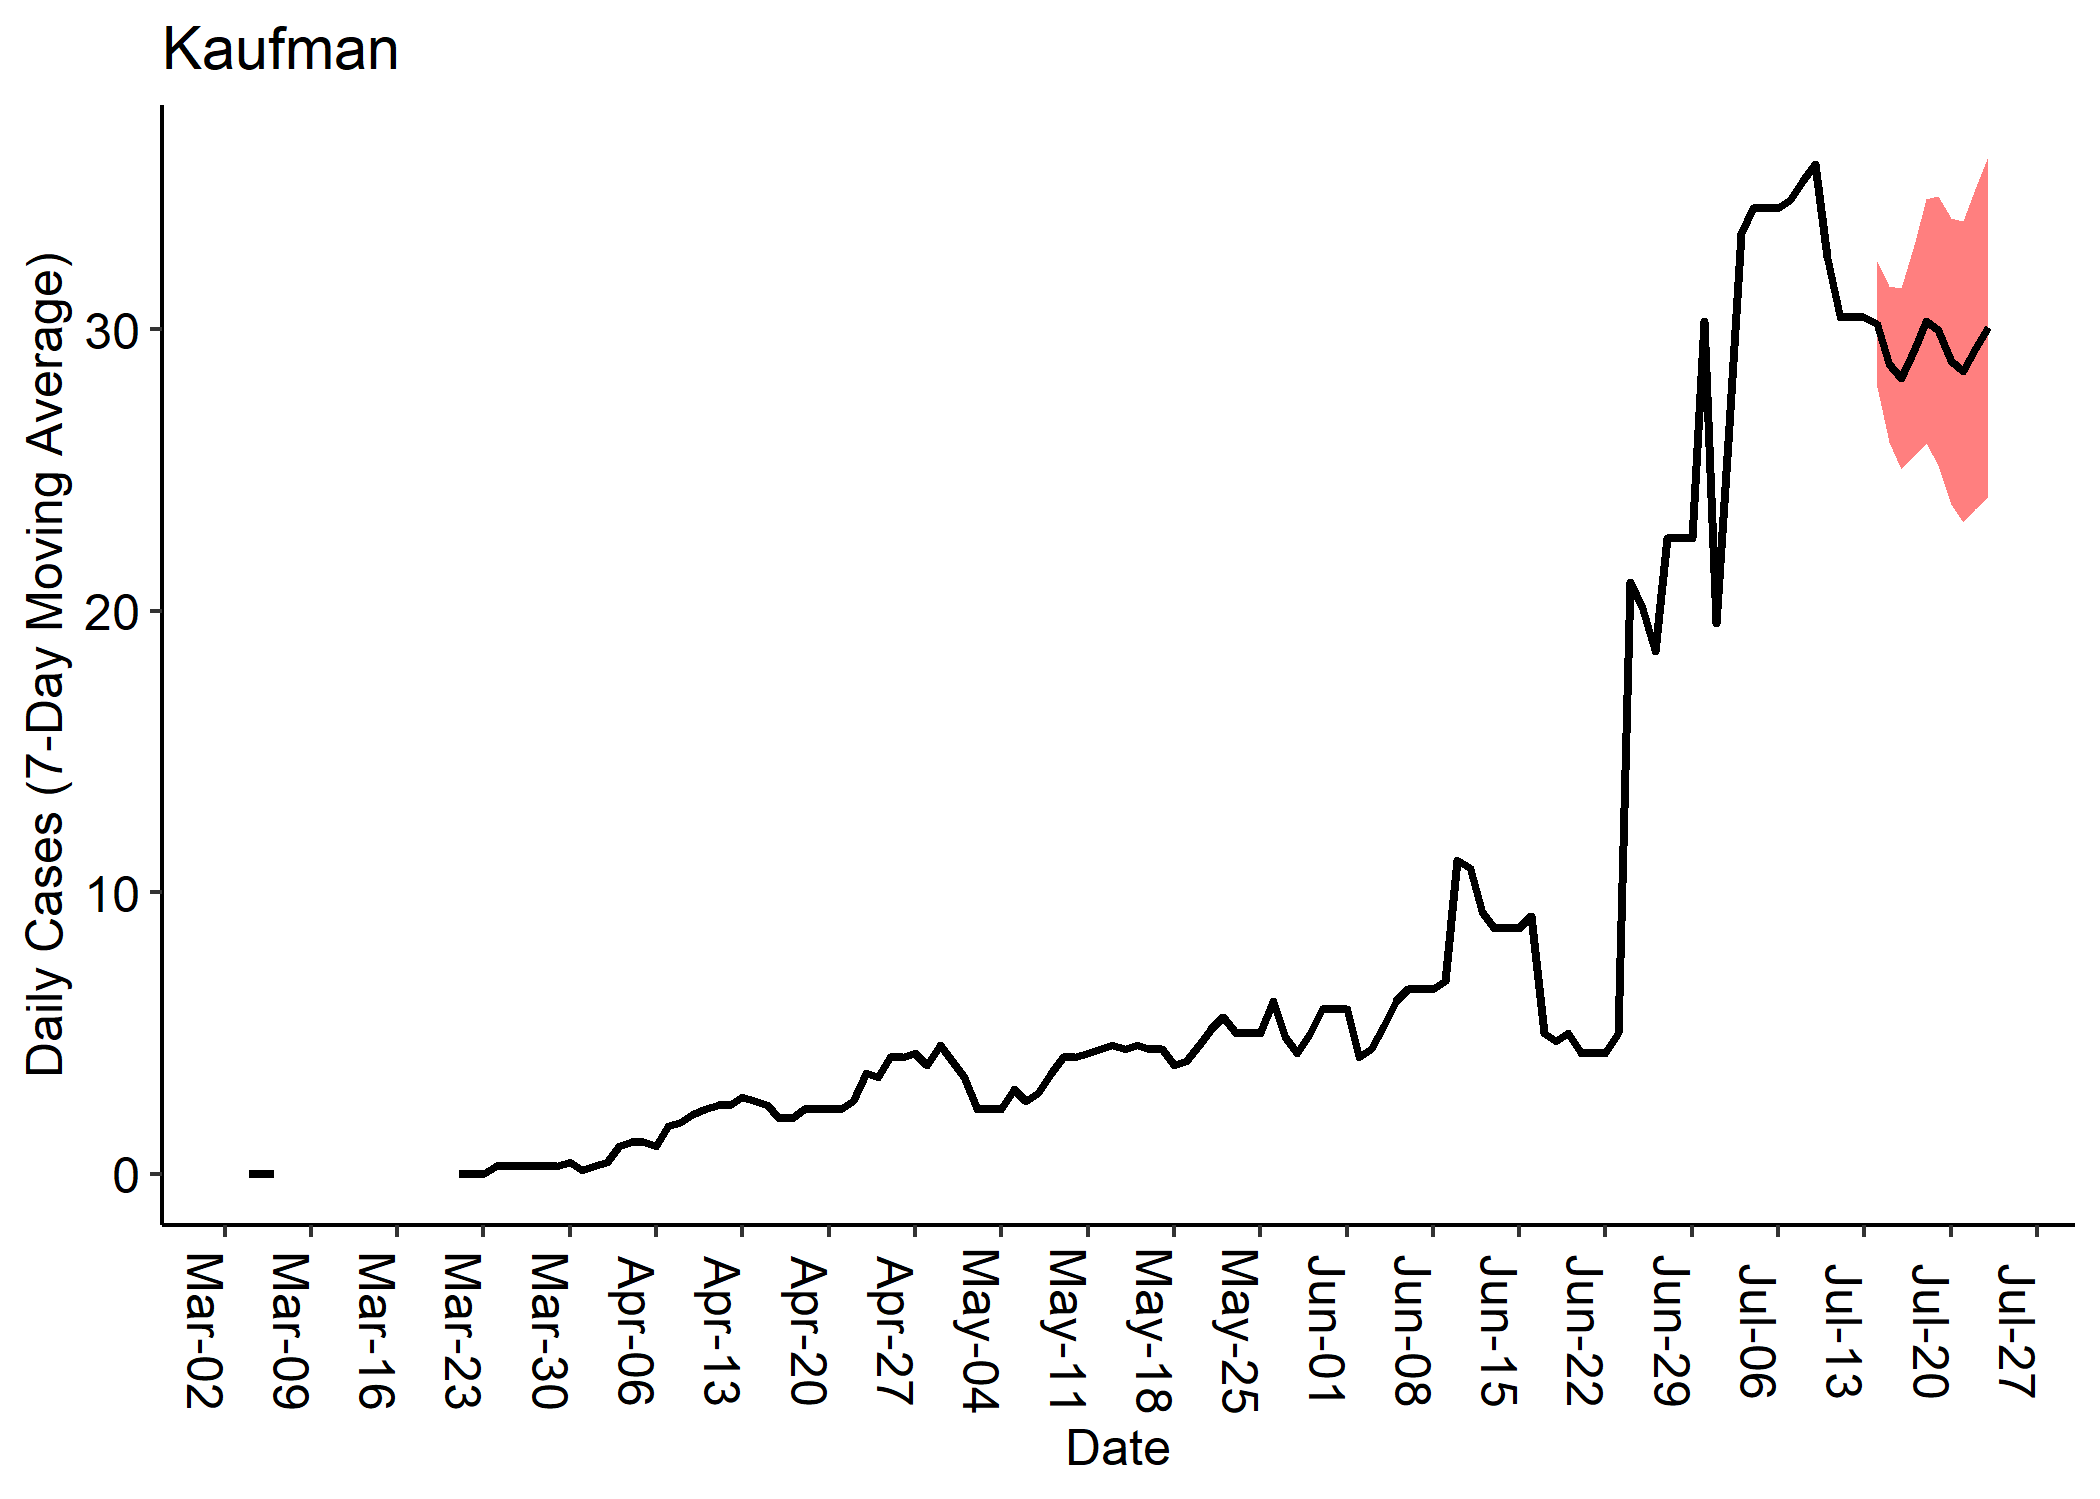 Kaufman
Daily Cases (7-Day Moving Average)
30
20
10
0
Mar-02
Mar-09
Mar-16
Mar-23
Mar-30
Apr-06
Apr-13
Apr-20
Apr-27
May-04
May-11
May-18
May-25
Jun-01
Jun-08
Jun-15
Jun-22
Jun-29
Jul-06
Jul-13
Jul-20
Jul-27
Date